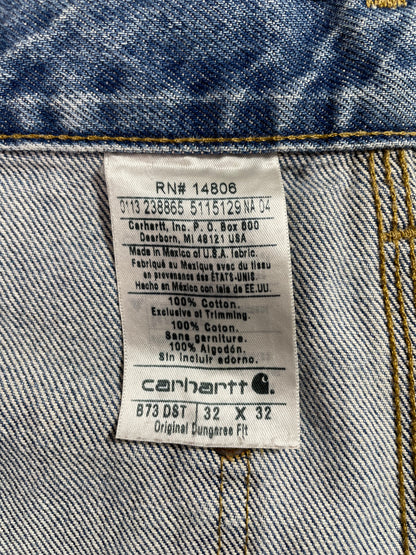 RN# 14806
0113 238865 5115129 NA 04
Carhartt, Inc. P.O. Box 600
Dearborn, MI 48121 USA
Made in Mexico of U.S.A. fabric.
Fabriqué au Mexique avec du tissu
en provenance des ÉTATS-UNIS.
Hecho en México con tela de EE.UU.
100% Cotton.
Exclusive of Trimming.
100% Coton.
Sans garniture.
100% Algodón.
Sin incluir adorno.
carhartt
B73 DST 32 X 32
Original Dungaree Fit